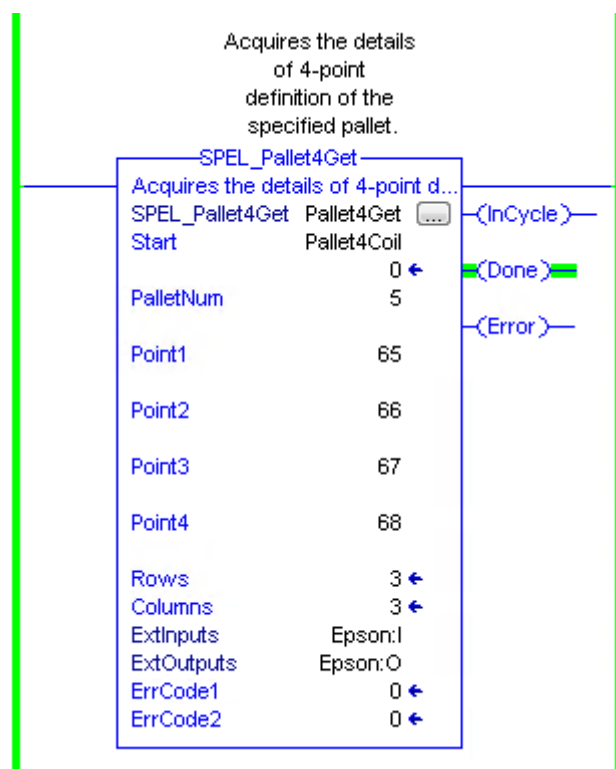 Acquires the details
of 4-point
definition of the
specified pallet.
SPEL_Pallet4Get
Acquires the details of 4-point d...
SPEL_Pallet4Get Pallet4Get ... (InCycle)
Start Pallet4Coil
0 (Done)
PalletNum 5
(Error)
Point1 65
Point2 66
Point3 67
Point4 68
Rows 3
Columns 3
ExtInputs Epson:I
ExtOutputs Epson:O
ErrCode1 0
ErrCode2 0